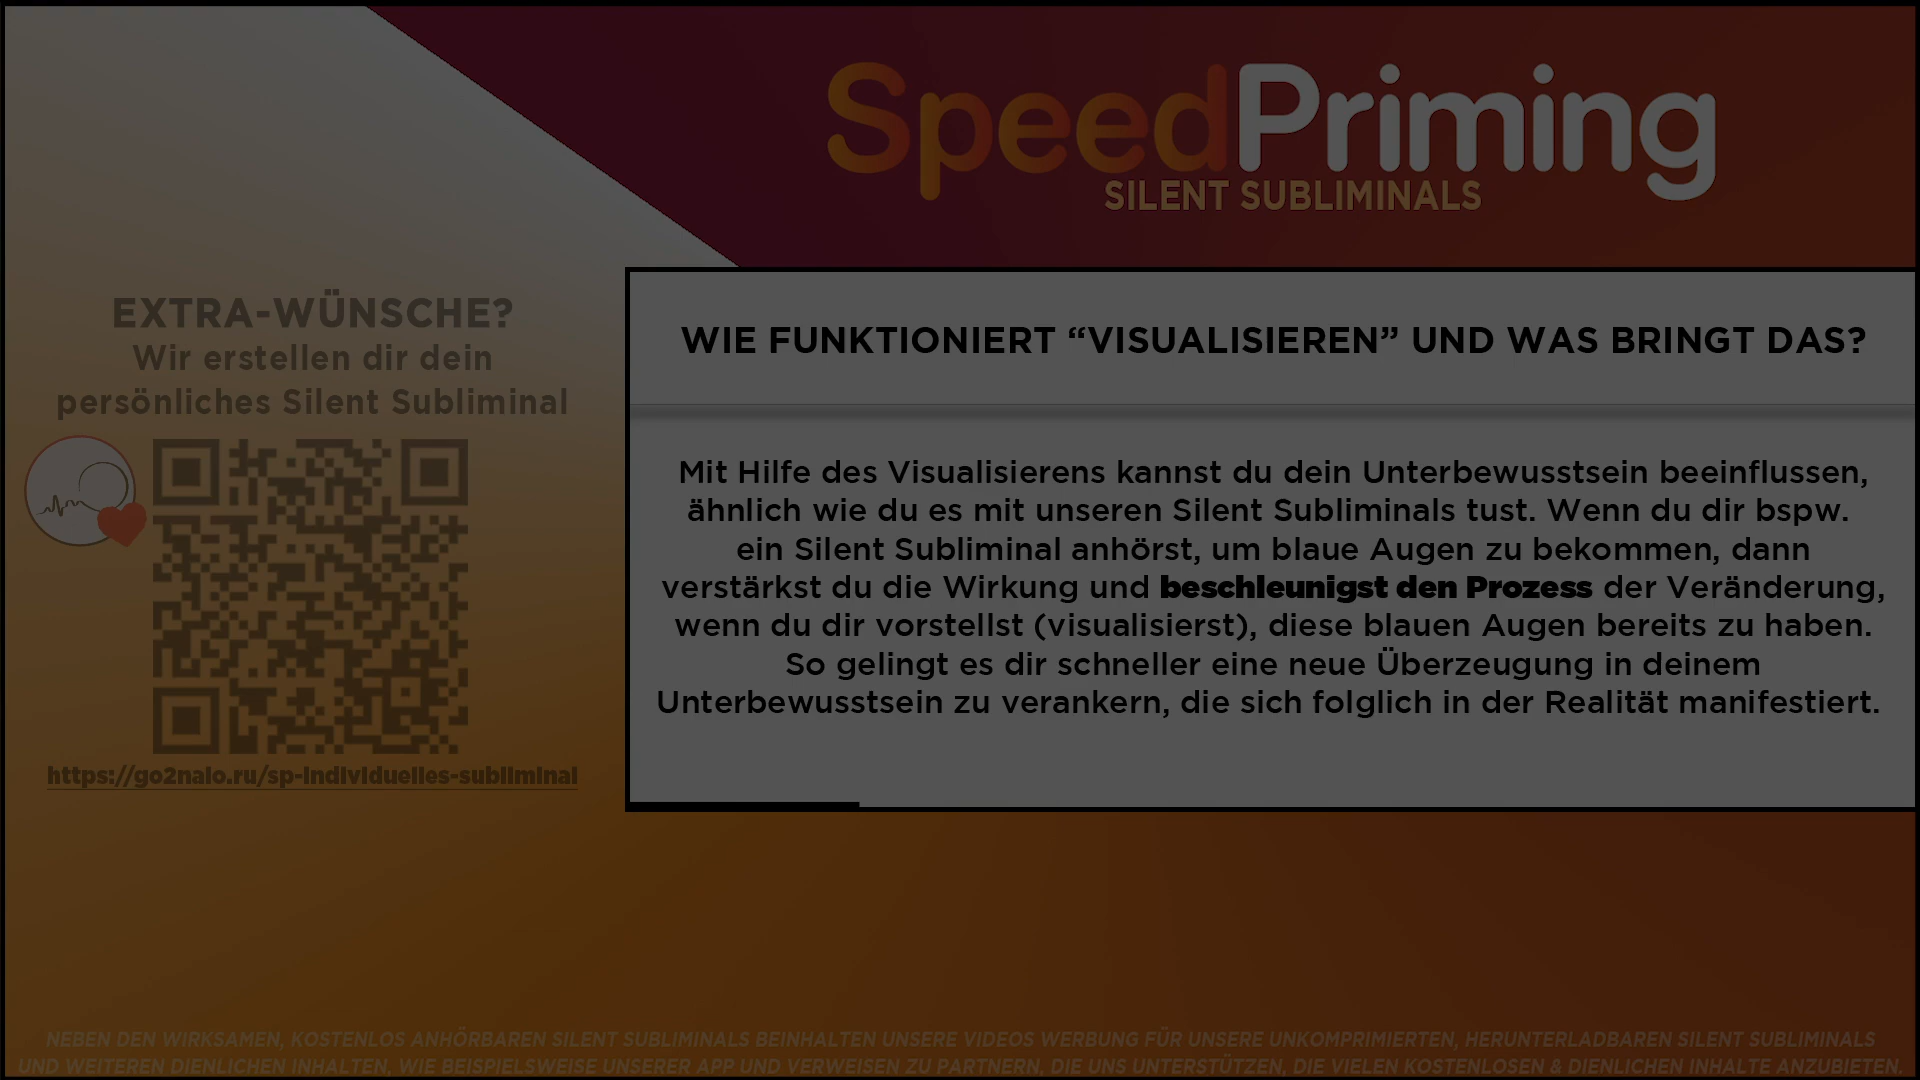 SpeedPriming
SILENT SUBLIMINALS
EXTRA-WÜNSCHE?
Wir erstellen dir dein
persönliches Silent Subliminal
https://go2nalo.ru/sp-individuelles-subliminal
WIE FUNKTIONIERT “VISUALISIEREN” UND WAS BRINGT DAS?
Mit Hilfe des Visualisierens kannst du dein Unterbewusstsein beeinflussen,
ähnlich wie du es mit unseren Silent Subliminals tust. Wenn du dir bspw.
ein Silent Subliminal anhörst, um blaue Augen zu bekommen, dann
verstärkst du die Wirkung und beschleunigst den Prozess der Veränderung,
wenn du dir vorstellst (visualisierst), diese blauen Augen bereits zu haben.
So gelingt es dir schneller eine neue Überzeugung in deinem
Unterbewusstsein zu verankern, die sich folglich in der Realität manifestiert.
NEBEN DEN WIRKSAMEN, KOSTENLOS ANHÖRBAREN SILENT SUBLIMINALS BEINHALTEN UNSERE VIDEOS WERBUNG FÜR UNSERE UNKOMPRIMIERTEN, HERUNTERLADBAREN SILENT SUBLIMINALS
UND WEITEREN DIENLICHEN INHALTEN, WIE BEISPIELSWEISE UNSERER APP UND VERWEISEN ZU PARTNERN, DIE UNS UNTERSTÜTZEN, DIE VIELEN KOSTENLOSEN & DIENLICHEN INHALTE ANZUBIETEN.